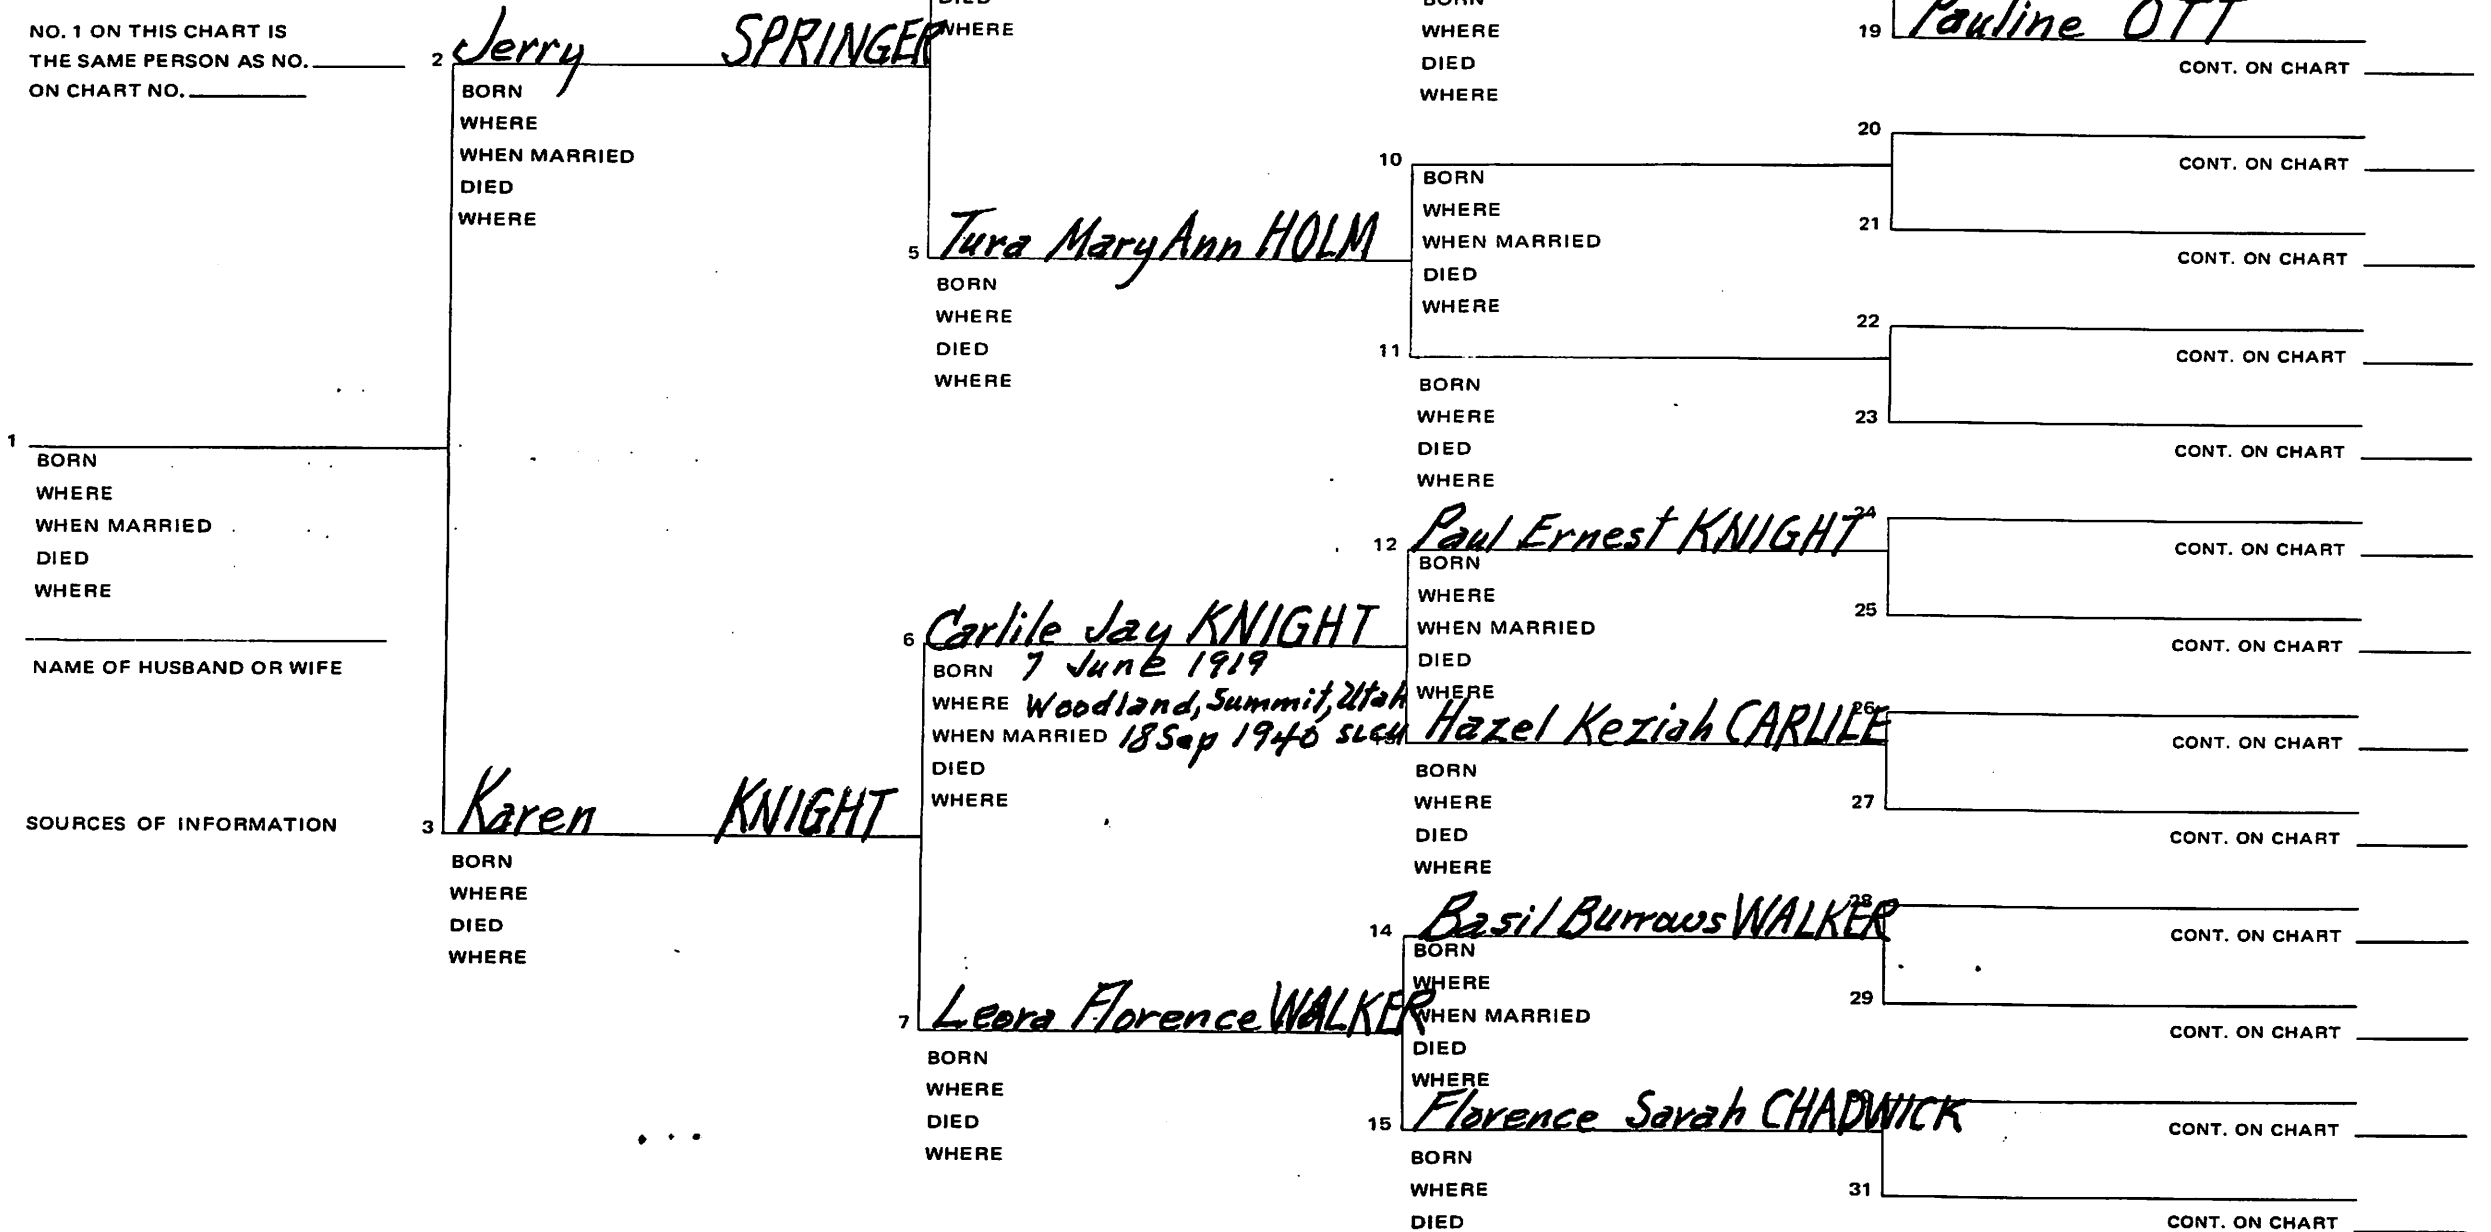 NO. 1 ON THIS CHART IS
THE SAME PERSON AS NO.
ON CHART NO.
2 Jerry SPRINGER
BORN
WHERE
WHEN MARRIED
DIED
WHERE
1
BORN
WHERE
WHEN MARRIED
DIED
WHERE
NAME OF HUSBAND OR WIFE
SOURCES OF INFORMATION
3 Karen KNIGHT
BORN
WHERE
DIED
WHERE
DIED
WHERE
5 Tura Mary Ann HOLM
BORN
WHERE
DIED
WHERE
6 Carlile Jay KNIGHT
BORN 7 June 1919
WHERE Woodland, Summit, Utah
WHEN MARRIED 18 Sep 1940 SLCU
DIED
WHERE
7 Leora Florence WALKER
BORN
WHERE
DIED
WHERE
BORN
WHERE
DIED
WHERE
10
BORN
WHERE
WHEN MARRIED
DIED
WHERE
11
BORN
WHERE
DIED
WHERE
12 Paul Ernest KNIGHT
BORN
WHERE
WHEN MARRIED
DIED
WHERE
13 Hazel Keziah CARLILE
BORN
WHERE
DIED
WHERE
14 Basil Burrows WALKER
BORN
WHERE
WHEN MARRIED
DIED
WHERE
15 Florence Sarah CHADWICK
BORN
WHERE
DIED
19 Pauline OTT
CONT. ON CHART
20
CONT. ON CHART
21
CONT. ON CHART
22
CONT. ON CHART
23
CONT. ON CHART
24
CONT. ON CHART
25
CONT. ON CHART
26
CONT. ON CHART
27
CONT. ON CHART
28
CONT. ON CHART
29
CONT. ON CHART
CONT. ON CHART
31
CONT. ON CHART